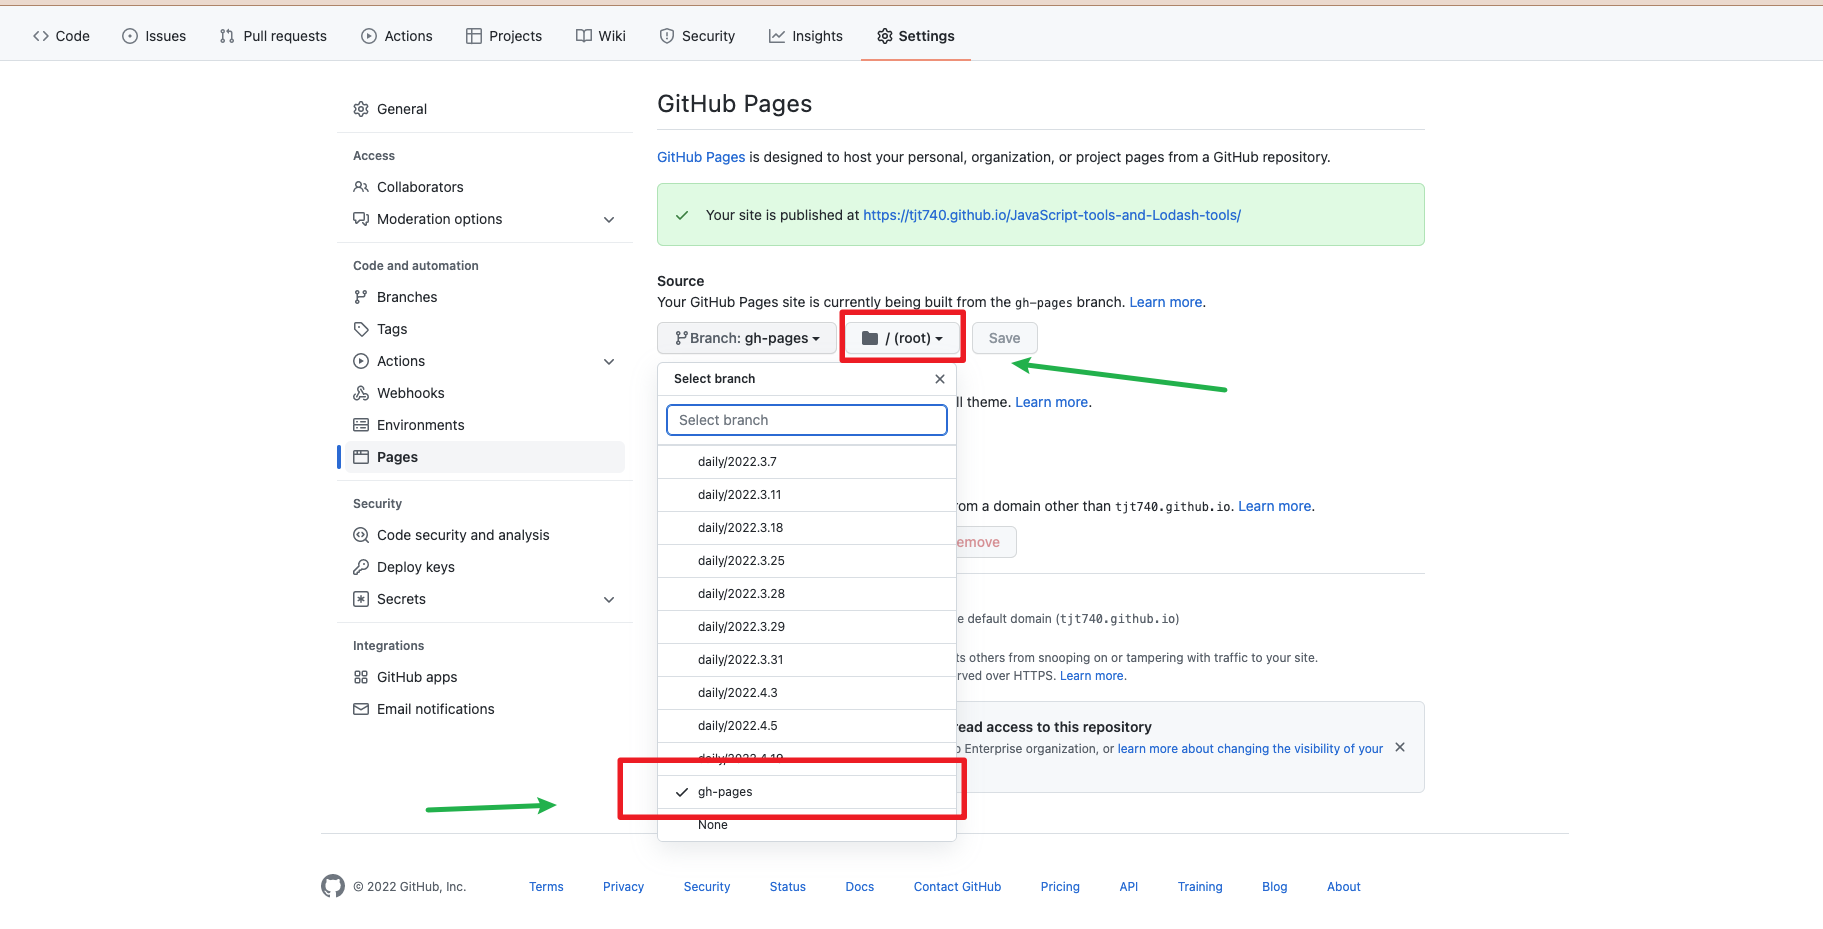 Code Issues Pull requests Actions Projects Wiki Security Insights Settings
General
Access
Collaborators
Moderation options
Code and automation
Branches
Tags
Actions
Webhooks
Environments
Pages
Security
Code security and analysis
Deploy keys
Secrets
Integrations
GitHub apps
Email notifications
GitHub Pages
GitHub Pages is designed to host your personal, organization, or project pages from a GitHub repository.
Your site is published at https://tjt740.github.io/JavaScript-tools-and-Lodash-tools/
Source
Your GitHub Pages site is currently being built from the gh-pages branch. Learn more.
Branch: gh-pages / (root) Save
Select branch
Select branch
daily/2022.3.7
daily/2022.3.11
daily/2022.3.18
daily/2022.3.25
daily/2022.3.28
daily/2022.3.29
daily/2022.3.31
daily/2022.4.3
daily/2022.4.5
gh-pages
None
theme. Learn more.
a domain other than tjt740.github.io. Learn more.
default domain (tjt740.github.io)
others from snooping on or tampering with traffic to your site.
over HTTPS. Learn more.
access to this repository
Enterprise organization, or learn more about changing the visibility of your
© 2022 GitHub, Inc. Terms Privacy Security Status Docs Contact GitHub Pricing API Training Blog About